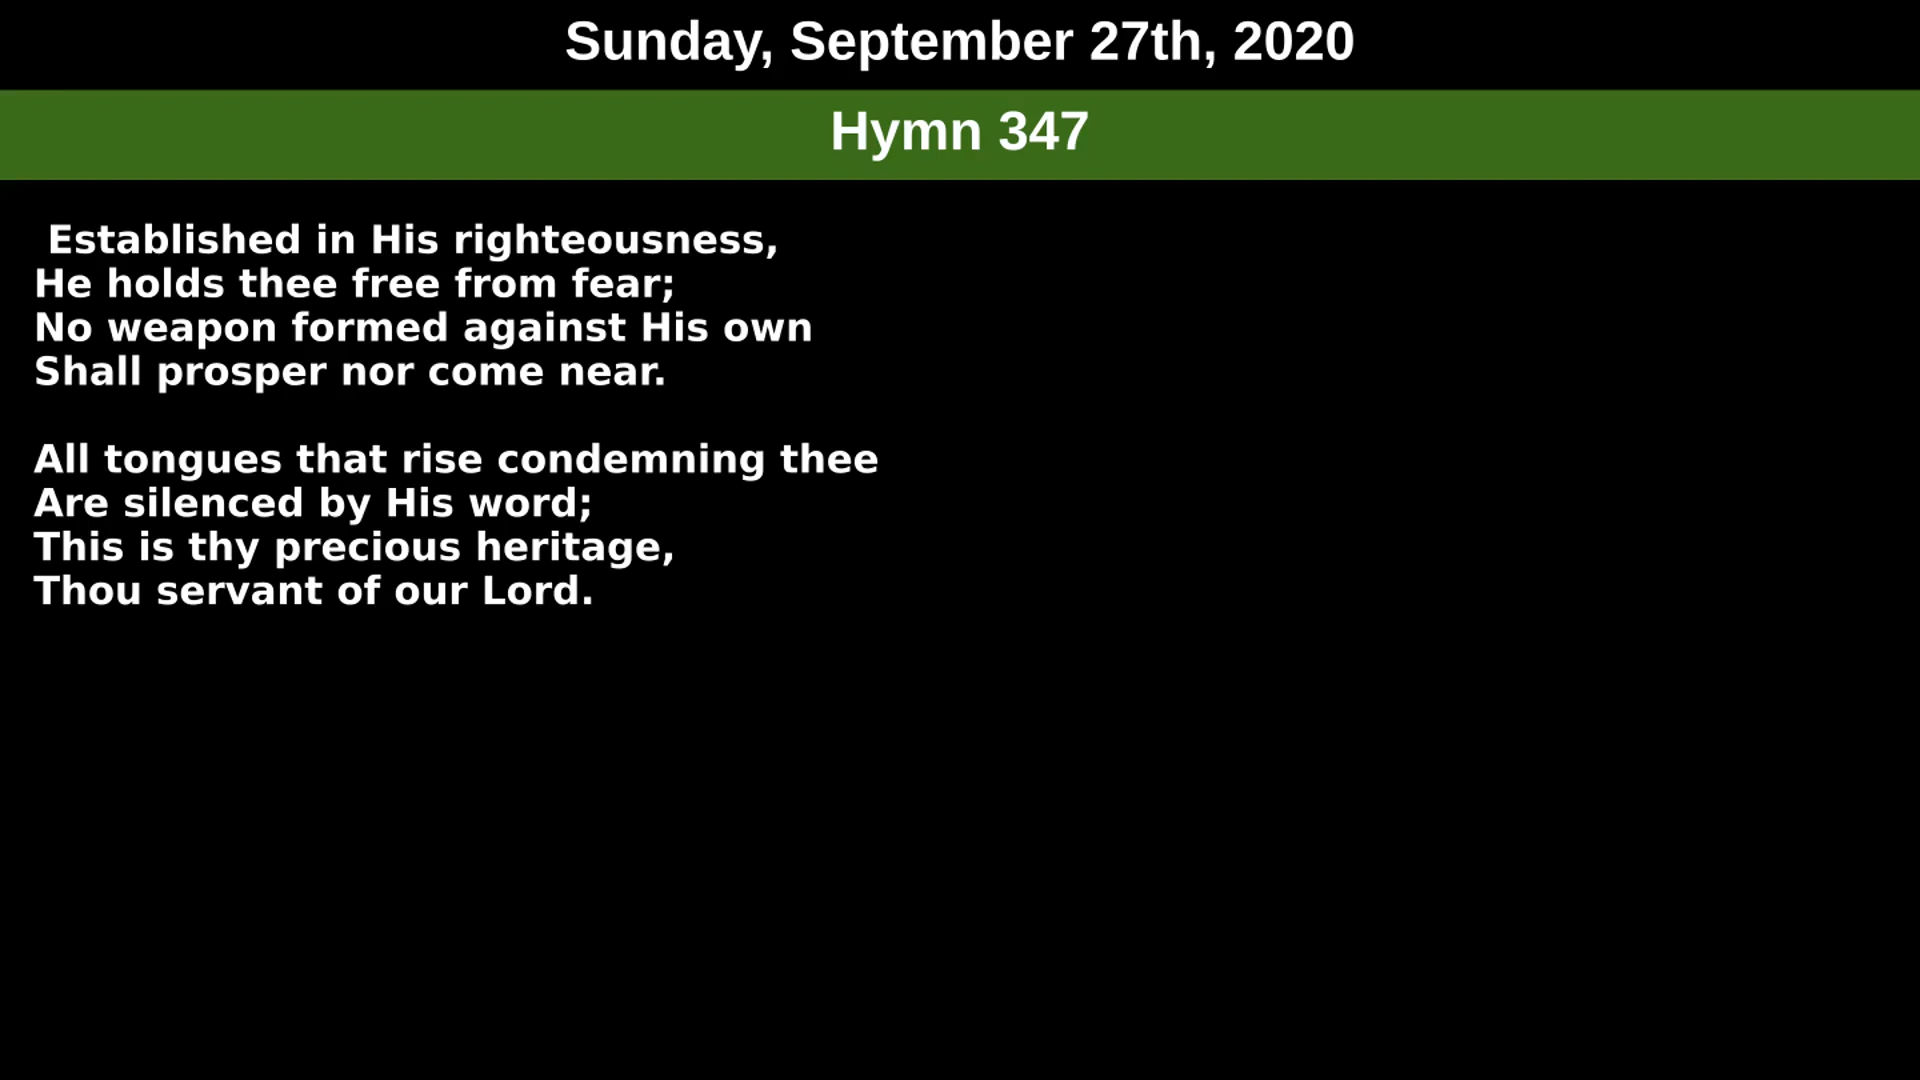 Sunday, September 27th, 2020
Hymn 347
Established in His righteousness,
He holds thee free from fear;
No weapon formed against His own
Shall prosper nor come near.
All tongues that rise condemning thee
Are silenced by His word;
This is thy precious heritage,
Thou servant of our Lord.